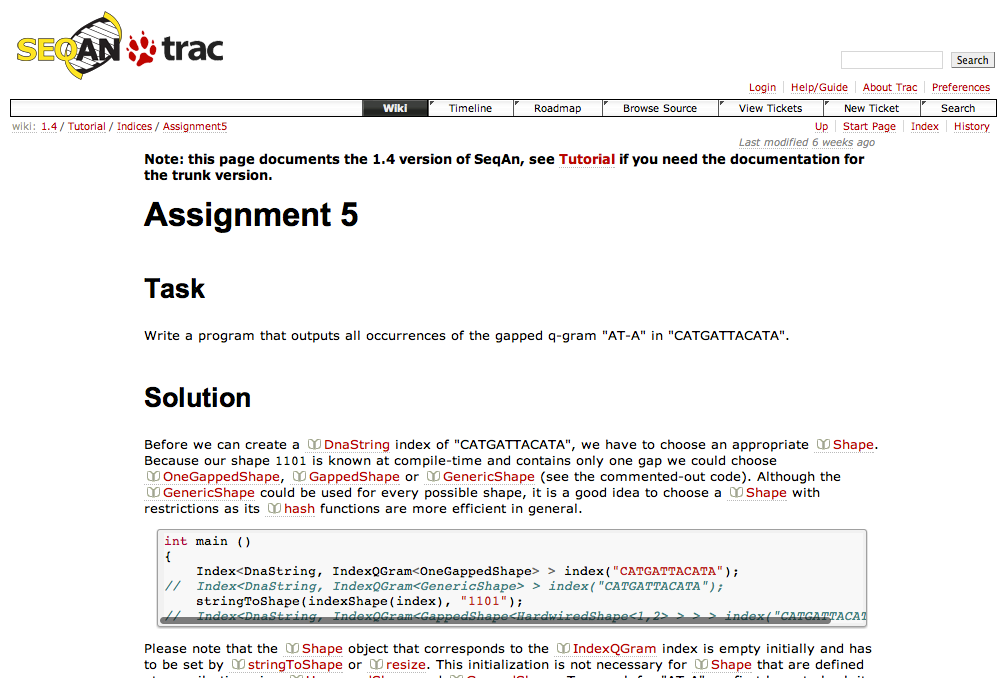 SEQAN trac
Search
Login Help/Guide About Trac Preferences
Wiki Timeline Roadmap Browse Source View Tickets New Ticket Search
wiki: 1.4 / Tutorial / Indices / Assignment5
Up Start Page Index History
Last modified 6 weeks ago
Note: this page documents the 1.4 version of SeqAn, see Tutorial if you need the documentation for
the trunk version.
Assignment 5
Task
Write a program that outputs all occurrences of the gapped q-gram "AT-A" in "CATGATTACATA".
Solution
Before we can create a DnaString index of "CATGATTACATA", we have to choose an appropriate Shape.
Because our shape 1101 is known at compile-time and contains only one gap we could choose
OneGappedShape, GappedShape or GenericShape (see the commented-out code). Although the
GenericShape could be used for every possible shape, it is a good idea to choose a Shape with
restrictions as its hash functions are more efficient in general.
int main ()
{
Index<DnaString, IndexQGram<OneGappedShape> > index("CATGATTACATA");
// Index<DnaString, IndexQGram<GenericShape> > index("CATGATTACATA");
stringToShape(indexShape(index), "1101");
// Index<DnaString, IndexQGram<GappedShape<HardwiredShape<1,2> > > > index("CATGATTACAT
Please note that the Shape object that corresponds to the IndexQGram index is empty initially and has
to be set by stringToShape or resize. This initialization is not necessary for Shape that are defined